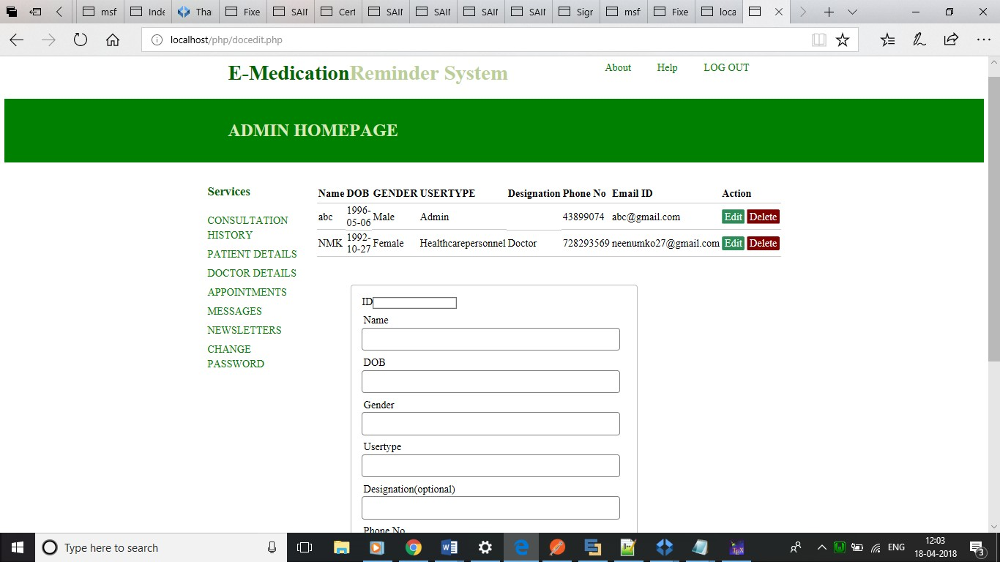 msf
Inde
Tha
Fixe
SAII
Cert
SAII
SAII
SAII
SAII
Sigr
msf
Fixe
loca
localhost/php/docedit.php
E-MedicationReminder System
About Help LOG OUT
ADMIN HOMEPAGE
Services
CONSULTATION
HISTORY
PATIENT DETAILS
DOCTOR DETAILS
APPOINTMENTS
MESSAGES
NEWSLETTERS
CHANGE
PASSWORD
Name DOB GENDER USERTYPE Designation Phone No Email ID Action
abc 1996-05-06 Male Admin 43899074 abc@gmail.com Edit Delete
NMK 1992-10-27 Female Healthcarepersonnel Doctor 728293569 neenumko27@gmail.com Edit Delete
ID
Name
DOB
Gender
Usertype
Designation(optional)
Phone No
Type here to search
ENG
12:03
18-04-2018
3